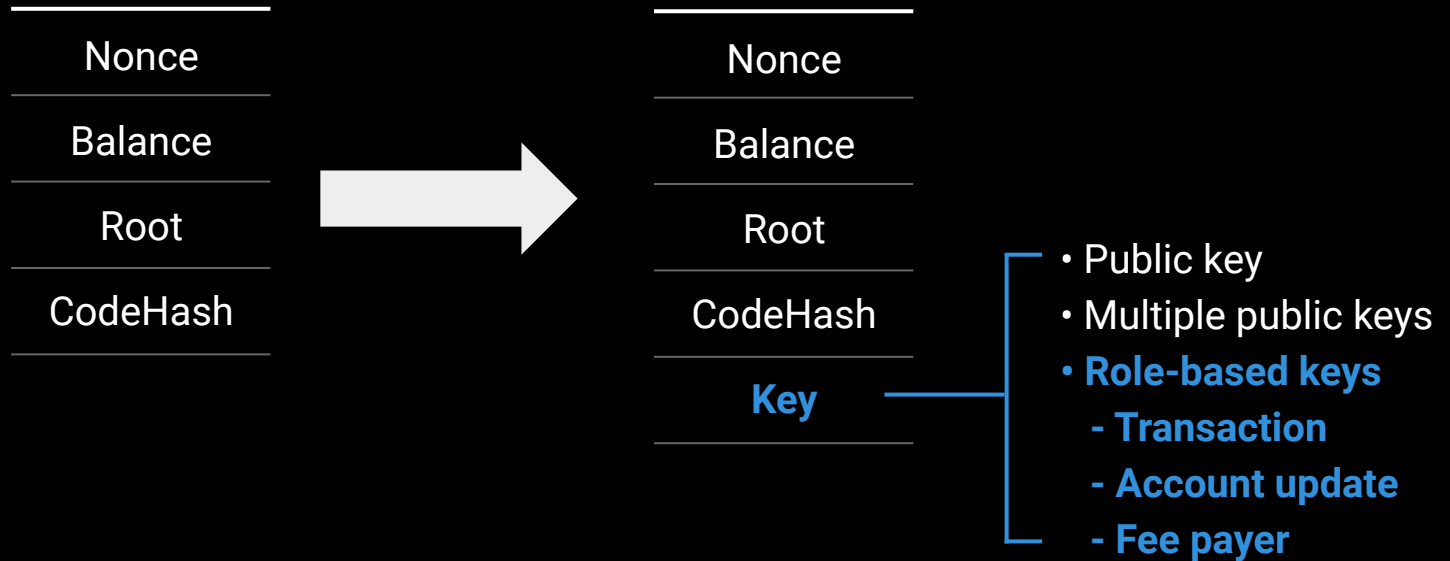 Nonce
Balance
Root
CodeHash
Nonce
Balance
Root
CodeHash
Key
• Public key
• Multiple public keys
• Role-based keys
- Transaction
- Account update
- Fee payer